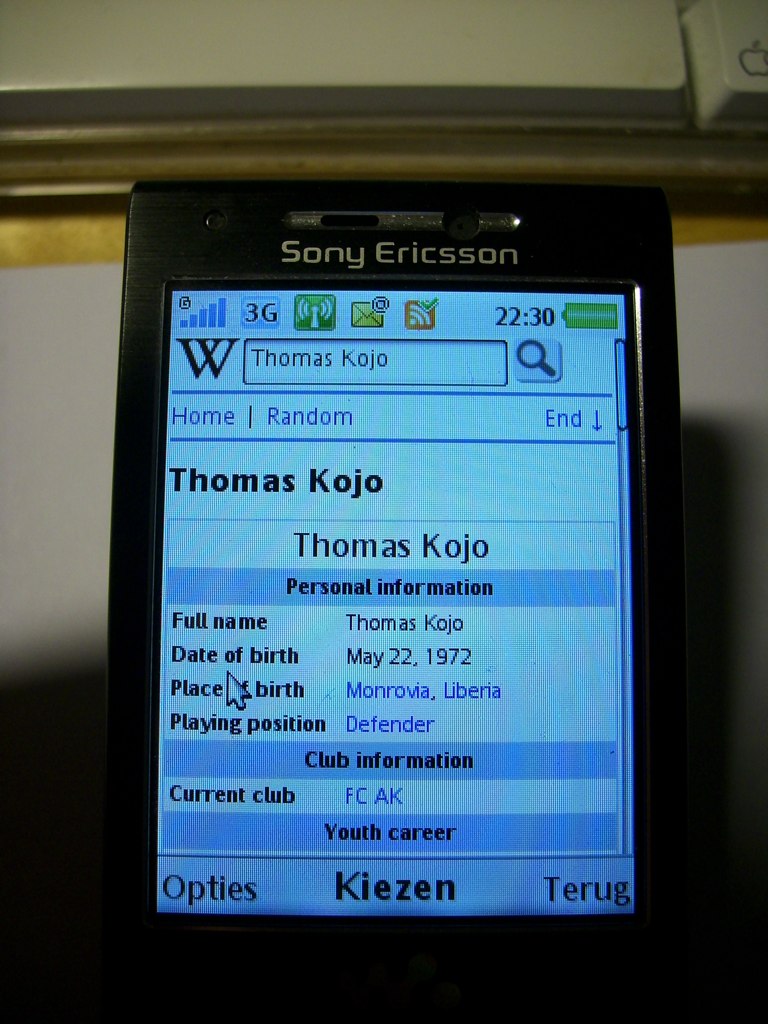 Sony Ericsson
G 3G 22:30
W Thomas Kojo
Home | Random End ↓
Thomas Kojo
Thomas Kojo
Personal information
Full name Thomas Kojo
Date of birth May 22, 1972
Place of birth Monrovia, Liberia
Playing position Defender
Club information
Current club FC AK
Youth career
Opties Kiezen Terug